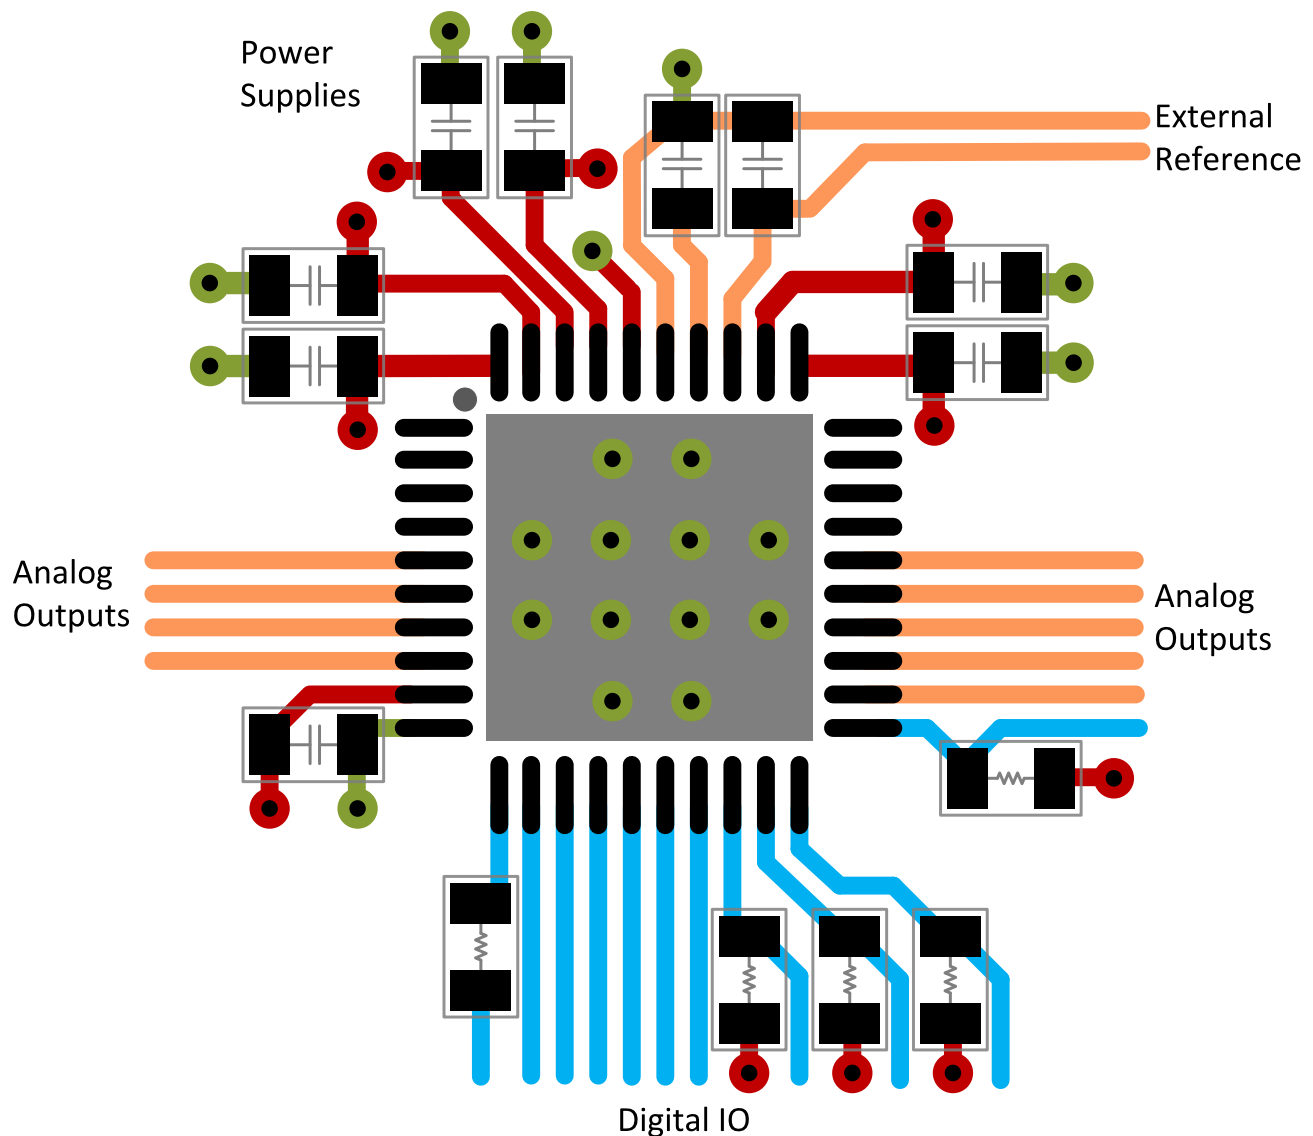 Power
Supplies
External
Reference
Analog
Outputs
Analog
Outputs
Digital IO